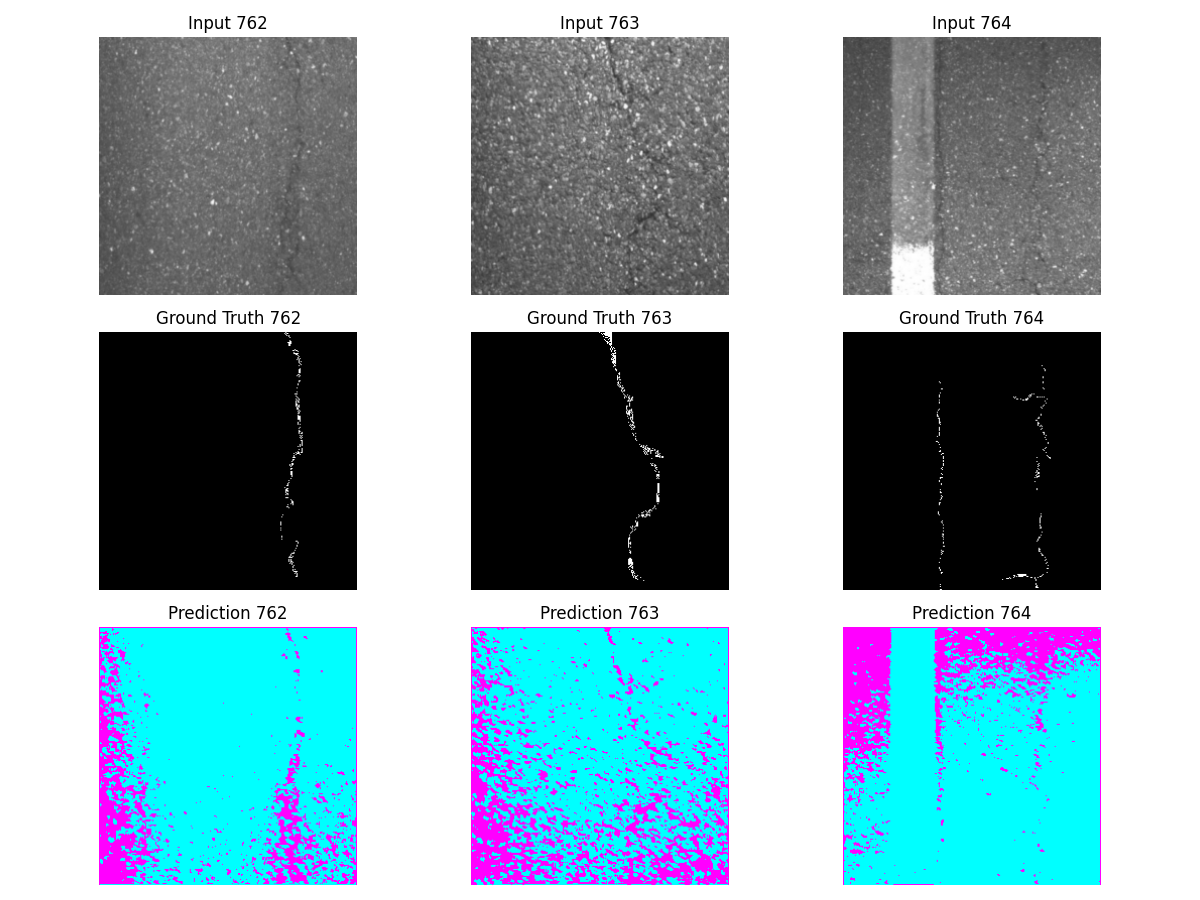 Input 762
Input 763
Input 764
Ground Truth 762
Ground Truth 763
Ground Truth 764
Prediction 762
Prediction 763
Prediction 764